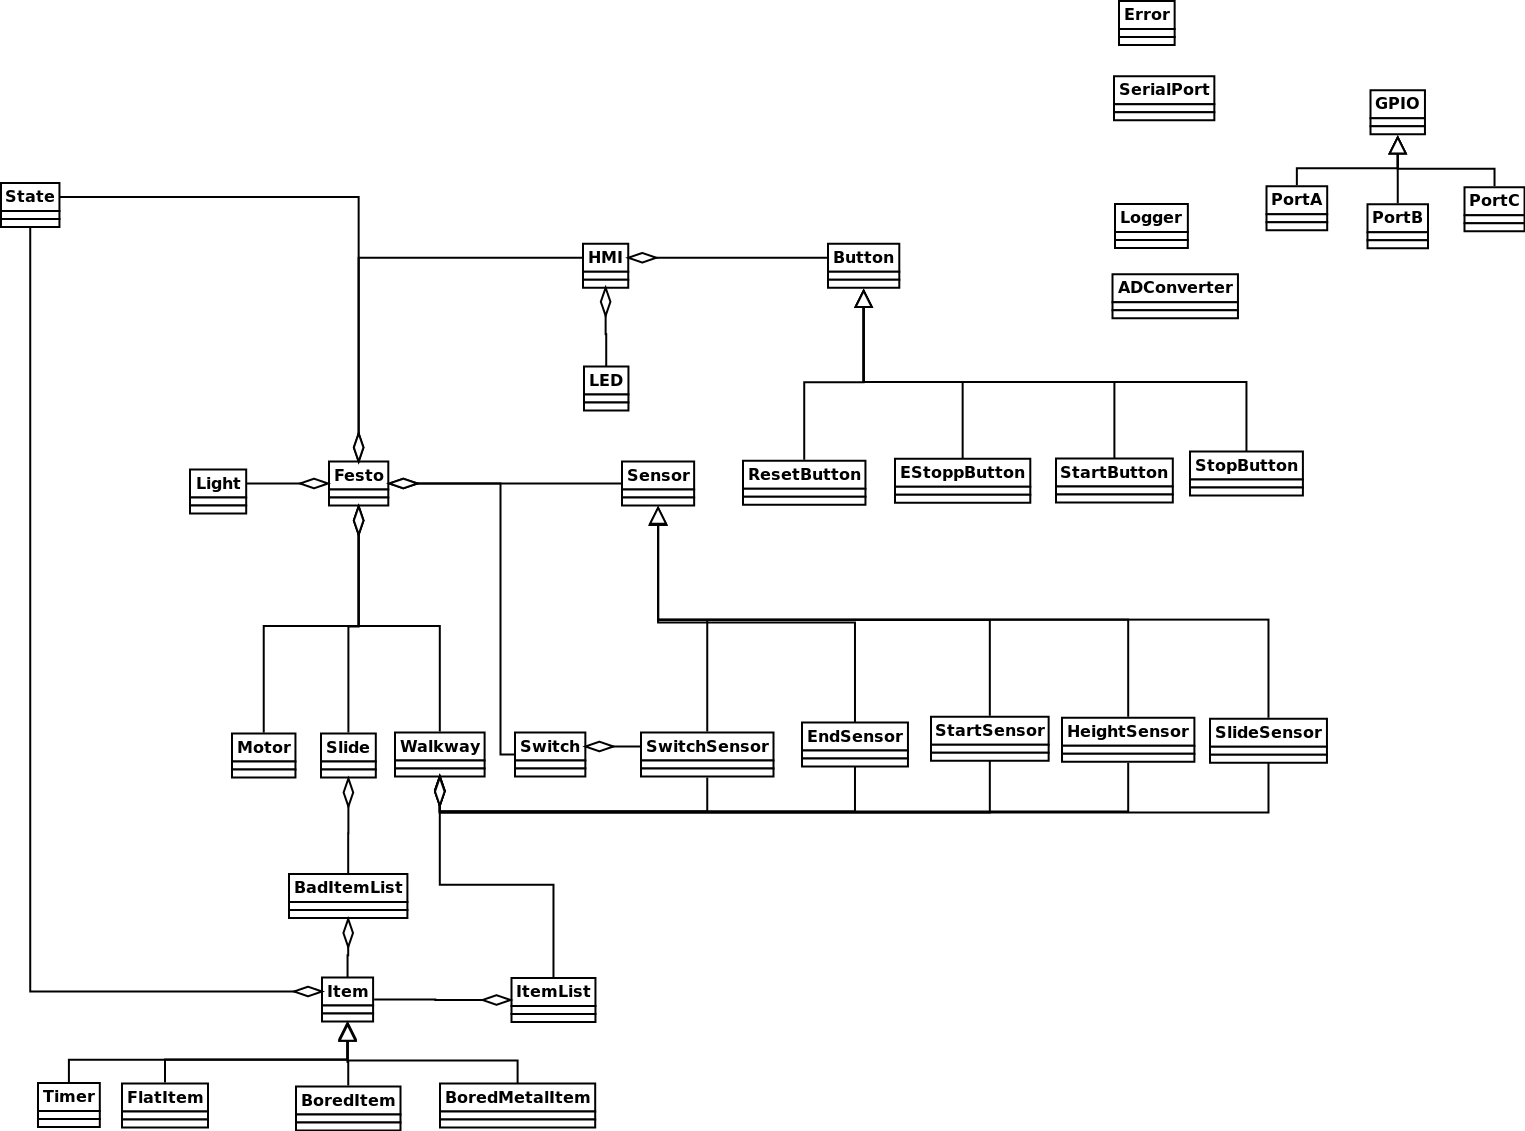 Error
SerialPort
GPIO
State
PortA
PortB
PortC
Logger
HMI
Button
ADConverter
LED
Light
Festo
Sensor
ResetButton
EStoppButton
StartButton
StopButton
Motor
Slide
Walkway
Switch
SwitchSensor
EndSensor
StartSensor
HeightSensor
SlideSensor
BadItemList
Item
ItemList
Timer
FlatItem
BoredItem
BoredMetalItem